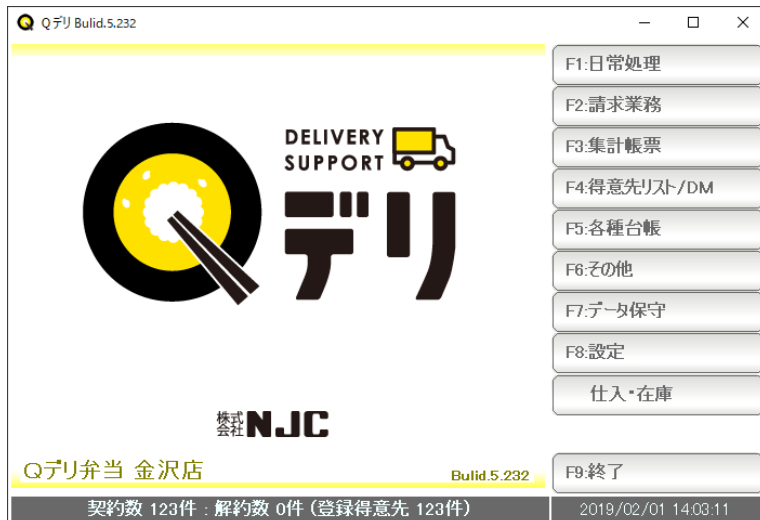 Qデリ Bulid.5.232
F1:日常処理
F2:請求業務
F3:集計帳票
F4:得意先リスト/DM
F5:各種台帳
F6:その他
F7:データ保守
F8:設定
仕入・在庫
F9:終了
DELIVERY
SUPPORT
Qデリ
株式会社NJC
Qデリ弁当 金沢店
Bulid.5.232
契約数 123件 : 解約数 0件 (登録得意先 123件)
2019/02/01 14:03:11